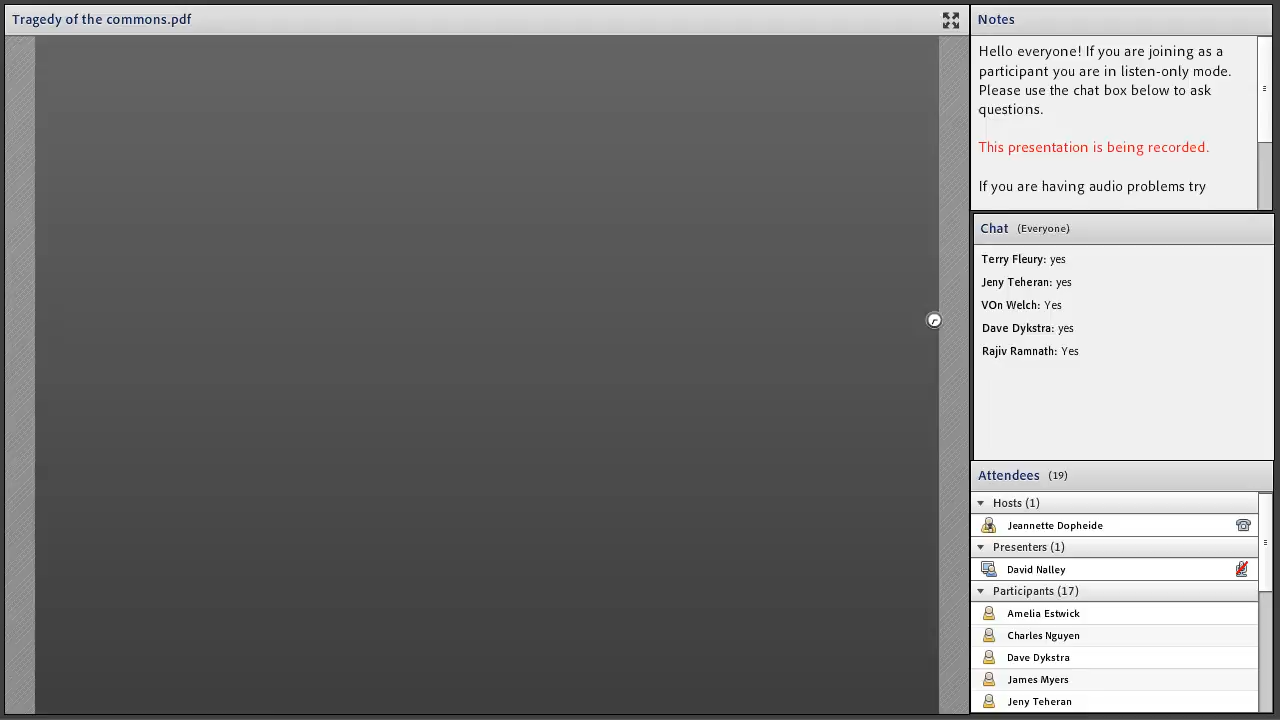 Tragedy of the commons.pdf
Notes
Hello everyone! If you are joining as a
participant you are in listen-only mode.
Please use the chat box below to ask
questions.
This presentation is being recorded.
If you are having audio problems try
Chat (Everyone)
Terry Fleury: yes
Jeny Teheran: yes
VOn Welch: Yes
Dave Dykstra: yes
Rajiv Ramnath: Yes
Attendees (19)
Hosts (1)
Jeannette Dopheide
Presenters (1)
David Nalley
Participants (17)
Amelia Estwick
Charles Nguyen
Dave Dykstra
James Myers
Jeny Teheran